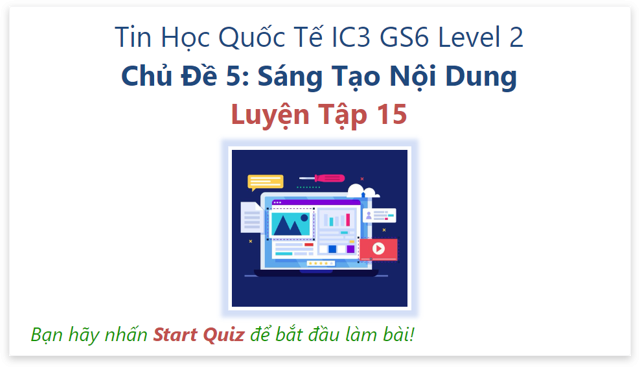 Tin Học Quốc Tế IC3 GS6 Level 2
Chủ Đề 5: Sáng Tạo Nội Dung
Luyện Tập 15
Bạn hãy nhấn Start Quiz để bắt đầu làm bài!